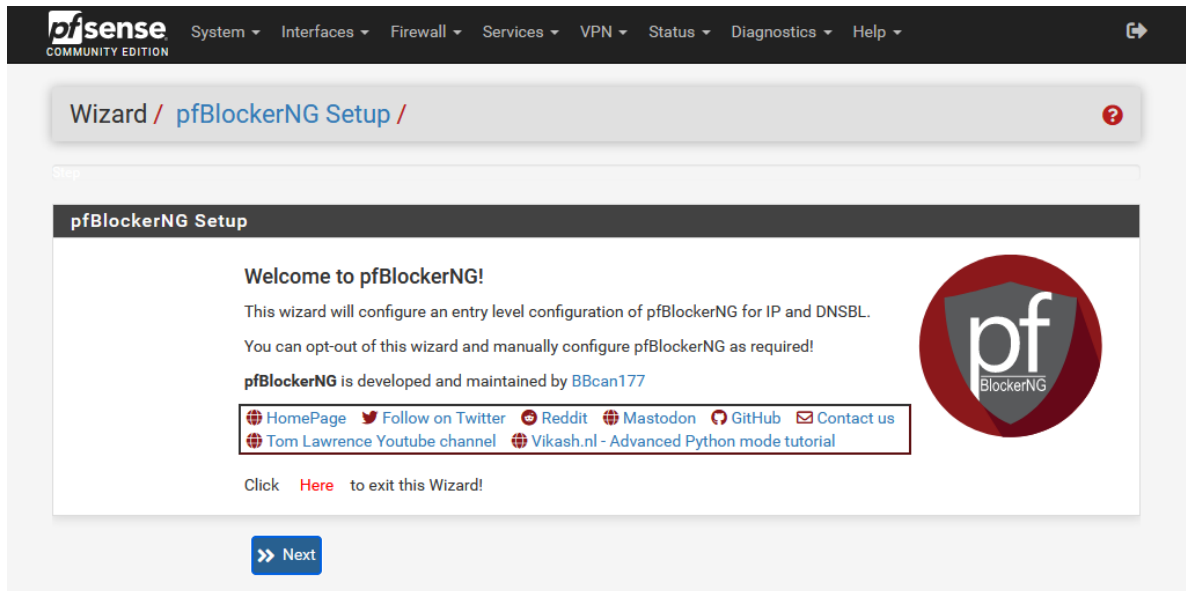 pfsense System Interfaces Firewall Services VPN Status Diagnostics Help
COMMUNITY EDITION
Wizard / pfBlockerNG Setup /
Step
pfBlockerNG Setup
Welcome to pfBlockerNG!
This wizard will configure an entry level configuration of pfBlockerNG for IP and DNSBL.
You can opt-out of this wizard and manually configure pfBlockerNG as required!
pfBlockerNG is developed and maintained by BBcan177
HomePage Follow on Twitter Reddit Mastodon GitHub Contact us
Tom Lawrence Youtube channel Vikash.nl - Advanced Python mode tutorial
Click Here to exit this Wizard!
pf
BlockerNG
Next